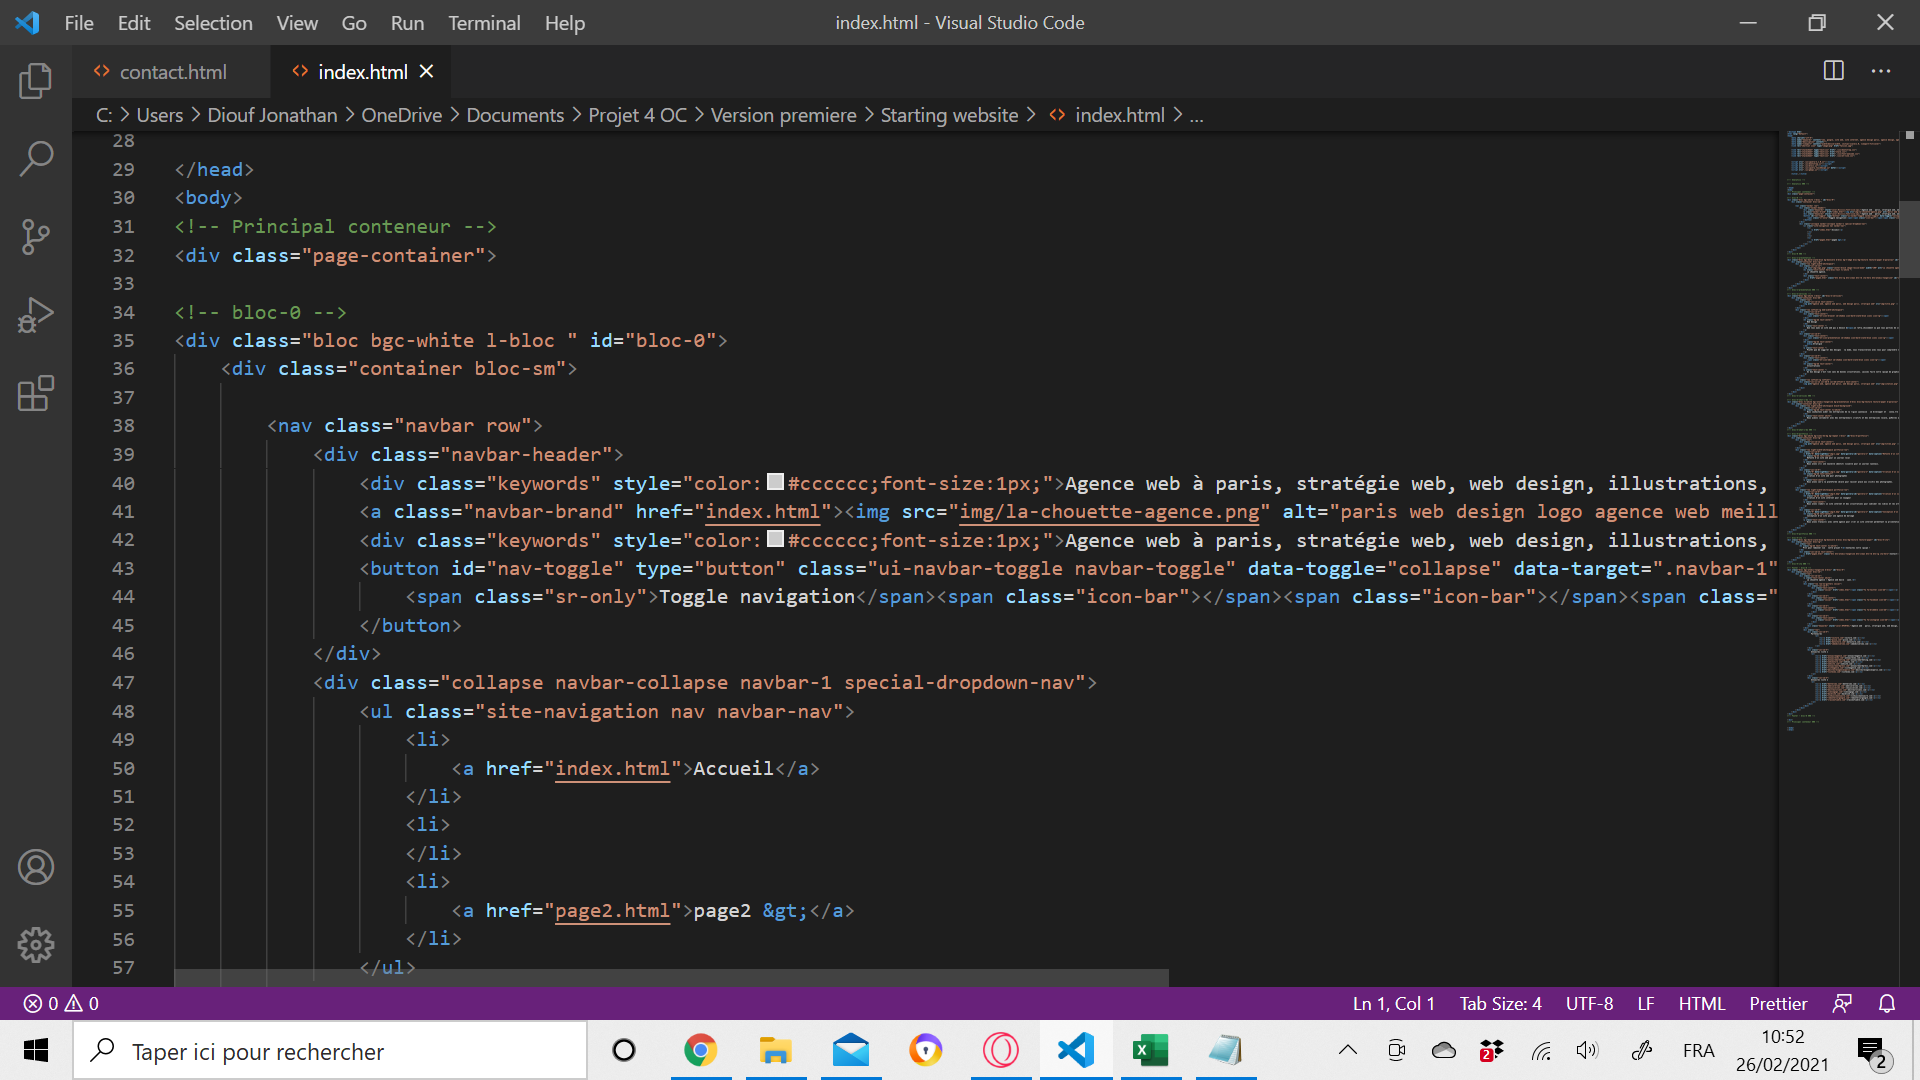 File Edit Selection View Go Run Terminal Help index.html - Visual Studio Code
contact.html index.html
C: > Users > Diouf Jonathan > OneDrive > Documents > Projet 4 OC > Version premiere > Starting website > index.html > ...
28
29 </head>
30 <body>
31 <!-- Principal conteneur -->
32 <div class="page-container">
33
34 <!-- bloc-0 -->
35 <div class="bloc bgc-white l-bloc " id="bloc-0">
36 <div class="container bloc-sm">
37
38 <nav class="navbar row">
39 <div class="navbar-header">
40 <div class="keywords" style="color:#cccccc;font-size:1px;">Agence web à paris, stratégie web, web design, illustrations,
41 <a class="navbar-brand" href="index.html"><img src="img/la-chouette-agence.png" alt="paris web design logo agence web meill
42 <div class="keywords" style="color:#cccccc;font-size:1px;">Agence web à paris, stratégie web, web design, illustrations,
43 <button id="nav-toggle" type="button" class="ui-navbar-toggle navbar-toggle" data-toggle="collapse" data-target=".navbar-1"
44 <span class="sr-only">Toggle navigation</span><span class="icon-bar"></span><span class="icon-bar"></span><span class="
45 </button>
46 </div>
47 <div class="collapse navbar-collapse navbar-1 special-dropdown-nav">
48 <ul class="site-navigation nav navbar-nav">
49 <li>
50 <a href="index.html">Accueil</a>
51 </li>
52 <li>
53 </li>
54 <li>
55 <a href="page2.html">page2 &gt;</a>
56 </li>
57 </ul>
0 0 Ln 1, Col 1 Tab Size: 4 UTF-8 LF HTML Prettier
Taper ici pour rechercher 2 FRA 10:52
26/02/2021 2